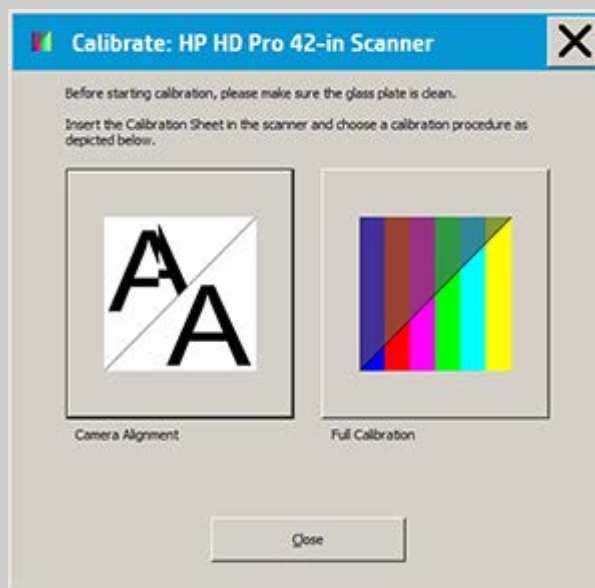 Calibrate: HP HD Pro 42-in Scanner
Before starting calibration, please make sure the glass plate is clean.
Insert the Calibration Sheet in the scanner and choose a calibration procedure as
depicted below.
A
A
Camera Alignment
Full Calibration
Close